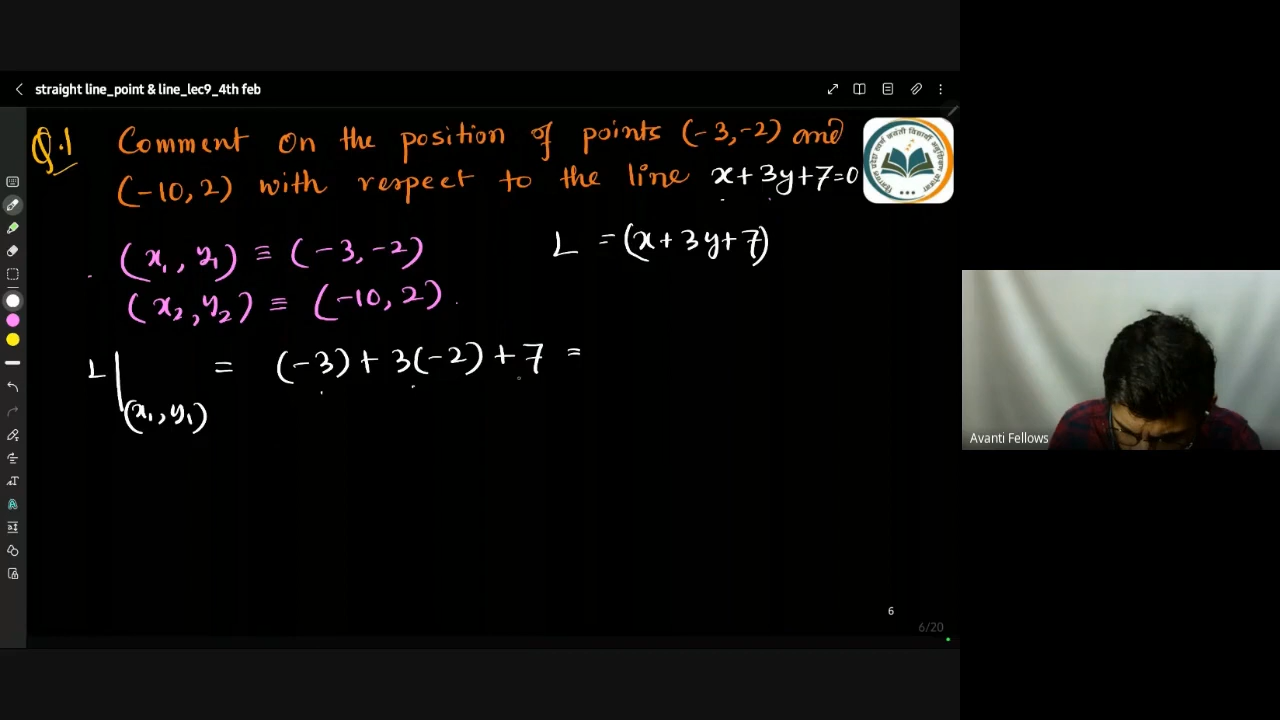 straight line_point & line_lec9_4th feb
Q.1 Comment on the position of points (-3,-2) and
(-10, 2) with respect to the line x+3y+7=0
(x₁, y₁) ≡ (-3, -2)
L = (x+3y+7)
(x₂, y₂) ≡ (-10, 2)
L|(x₁, y₁) = (-3) + 3(-2) + 7 =
Avanti Fellows
6
6/20